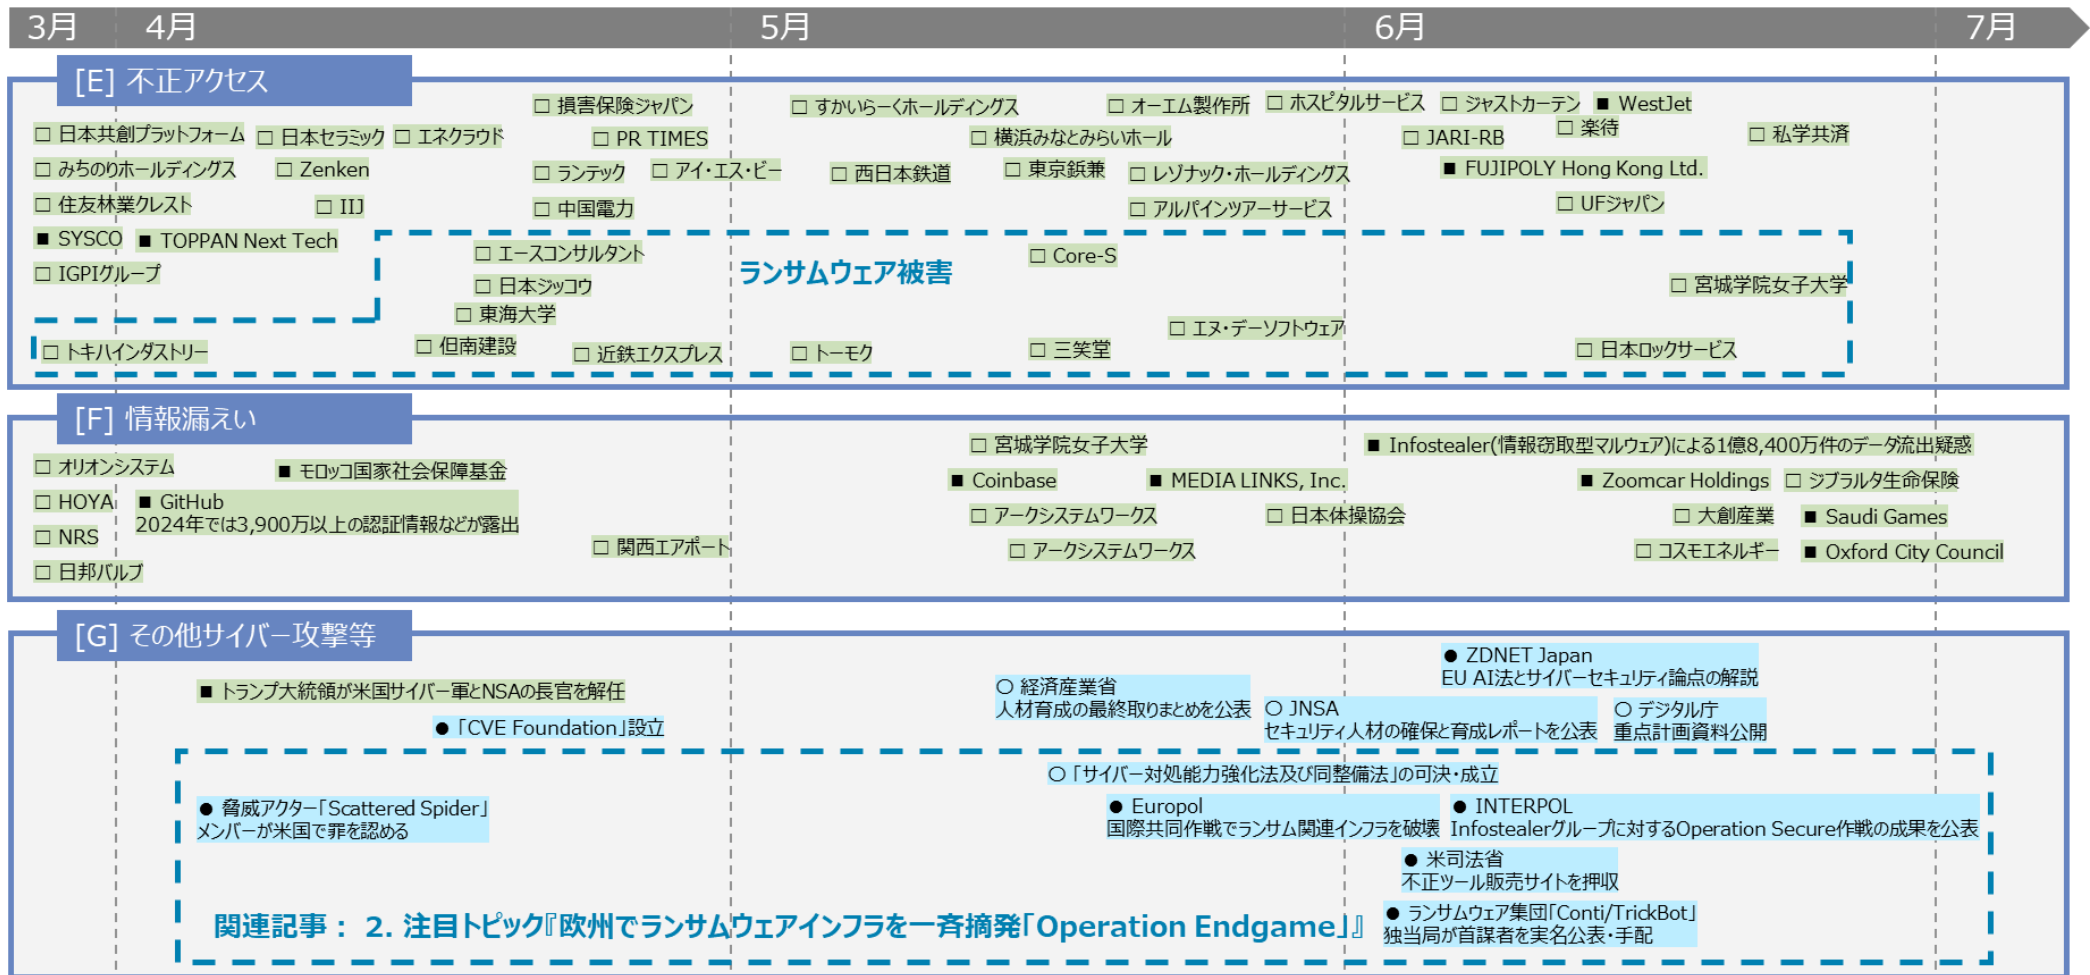 3月 4月 5月 6月 7月
[E] 不正アクセス
□ 損害保険ジャパン
□ すかいらーくホールディングス
□ オーエム製作所
□ ホスピタルサービス
□ ジャストカーテン
■ WestJet
□ 日本共創プラットフォーム
□ 日本セラミック
□ エネクラウド
□ PR TIMES
□ 横浜みなとみらいホール
□ JARI-RB
□ 楽待
□ 私学共済
□ みちのりホールディングス
□ Zenken
□ ランテック
□ アイ・エス・ビー
□ 西日本鉄道
□ 東京鋲兼
□ レゾナック・ホールディングス
■ FUJIPOLY Hong Kong Ltd.
□ 住友林業クレスト
□ IIJ
□ 中国電力
□ アルパインツアーサービス
□ UFジャパン
■ SYSCO
■ TOPPAN Next Tech
□ IGPIグループ
ランサムウェア被害
□ エースコンサルタント
□ Core-S
□ 日本ジッコウ
□ 宮城学院女子大学
□ 東海大学
□ エヌ・デーソフトウェア
□ トキハインダストリー
□ 但南建設
□ 近鉄エクスプレス
□ トーモク
□ 三笑堂
□ 日本ロックサービス
[F] 情報漏えい
□ 宮城学院女子大学
■ Infostealer(情報窃取型マルウェア)による1億8,400万件のデータ流出疑惑
□ オリオンシステム
■ モロッコ国家社会保障基金
■ Coinbase
■ MEDIA LINKS, Inc.
■ Zoomcar Holdings
□ ジブラルタ生命保険
□ HOYA
■ GitHub
2024年では3,900万以上の認証情報などが露出
□ アークシステムワークス
□ 日本体操協会
□ 大創産業
■ Saudi Games
□ NRS
□ 関西エアポート
□ アークシステムワークス
□ コスモエネルギー
■ Oxford City Council
□ 日邦バルブ
[G] その他サイバー攻撃等
● ZDNET Japan
EU AI法とサイバーセキュリティ論点の解説
■ トランプ大統領が米国サイバー軍とNSAの長官を解任
○ 経済産業省
人材育成の最終取りまとめを公表
● 「CVE Foundation」設立
○ JNSA
セキュリティ人材の確保と育成レポートを公表
○ デジタル庁
重点計画資料公開
○ 「サイバー対処能力強化法及び同整備法」の可決・成立
● 脅威アクター「Scattered Spider」
メンバーが米国で罪を認める
● Europol
国際共同作戦でランサム関連インフラを破壊
● INTERPOL
Infostealerグループに対するOperation Secure作戦の成果を公表
● 米司法省
不正ツール販売サイトを押収
● ランサムウェア集団「Conti/TrickBot」
独当局が首謀者を実名公表・手配
関連記事： 2. 注目トピック『欧州でランサムウェアインフラを一斉摘発「Operation Endgame」』